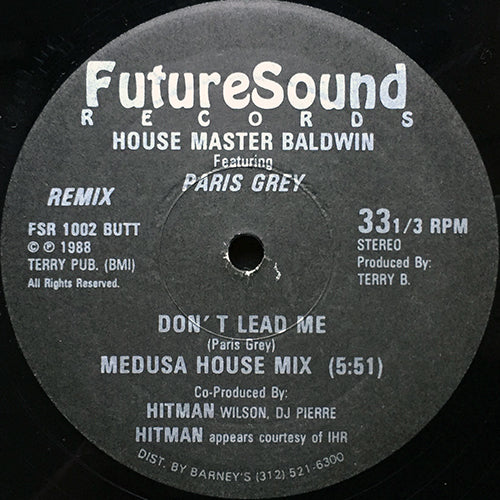 FutureSound
RECORDS
HOUSE MASTER BALDWIN
Featuring
PARIS GREY
REMIX
FSR 1002 BUTT
© ℗ 1988
TERRY PUB. (BMI)
All Rights Reserved.
33 1/3 RPM
STEREO
Produced By:
TERRY B.
DON'T LEAD ME
(Paris Grey)
MEDUSA HOUSE MIX (5:51)
Co-Produced By:
HITMAN WILSON, DJ PIERRE
HITMAN appears courtesy of IHR
DIST. BY BARNEY'S (312) 521-6300